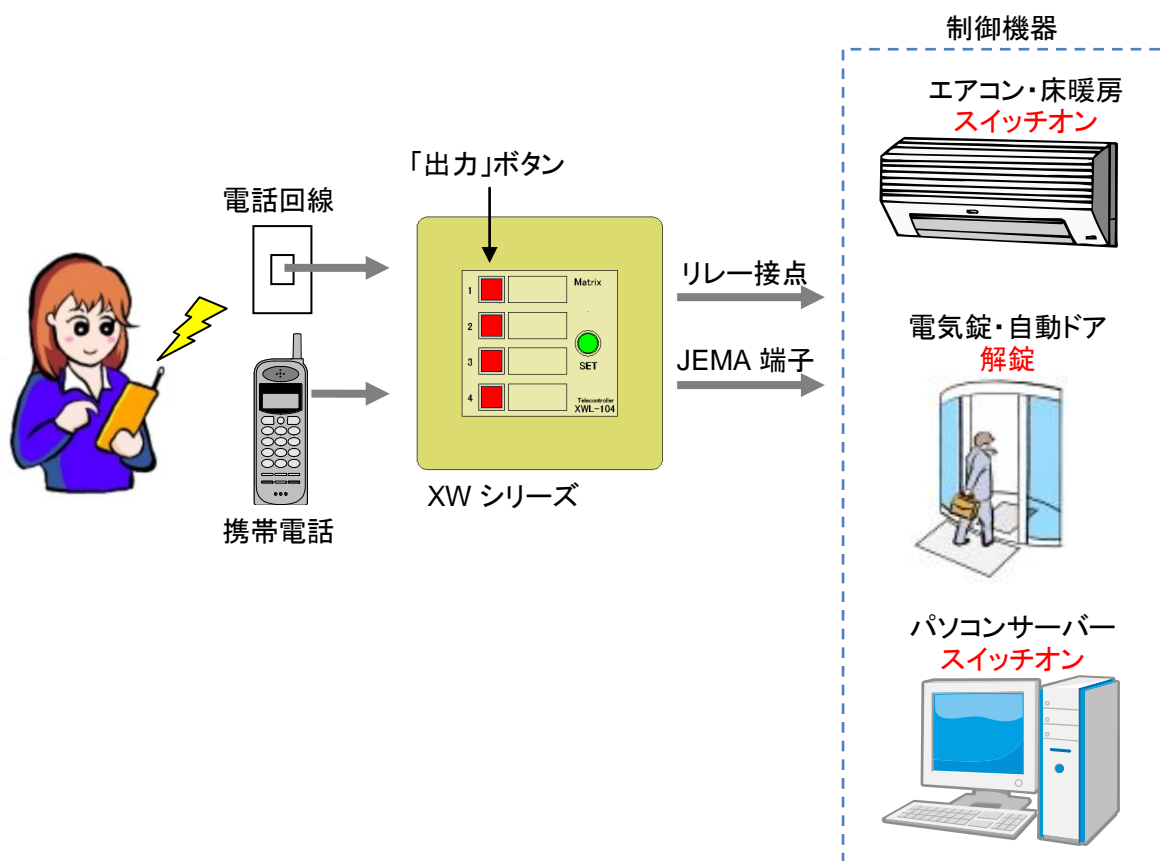 制御機器
エアコン・床暖房
スイッチオン
「出力」ボタン
電話回線
Matrix
1
2
3
SET
4
Telecontroller
XWL-104
リレー接点
JEMA 端子
電気錠・自動ドア
解錠
XW シリーズ
携帯電話
パソコンサーバー
スイッチオン